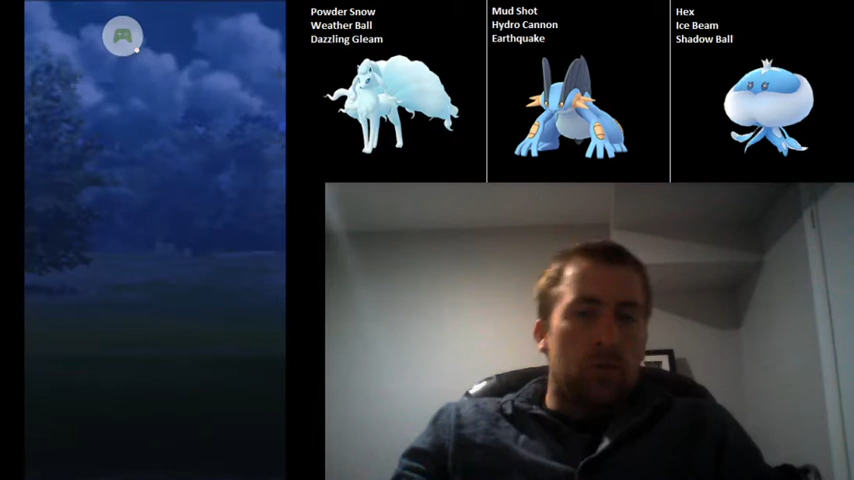 Powder Snow
Weather Ball
Dazzling Gleam
Mud Shot
Hydro Cannon
Earthquake
Hex
Ice Beam
Shadow Ball